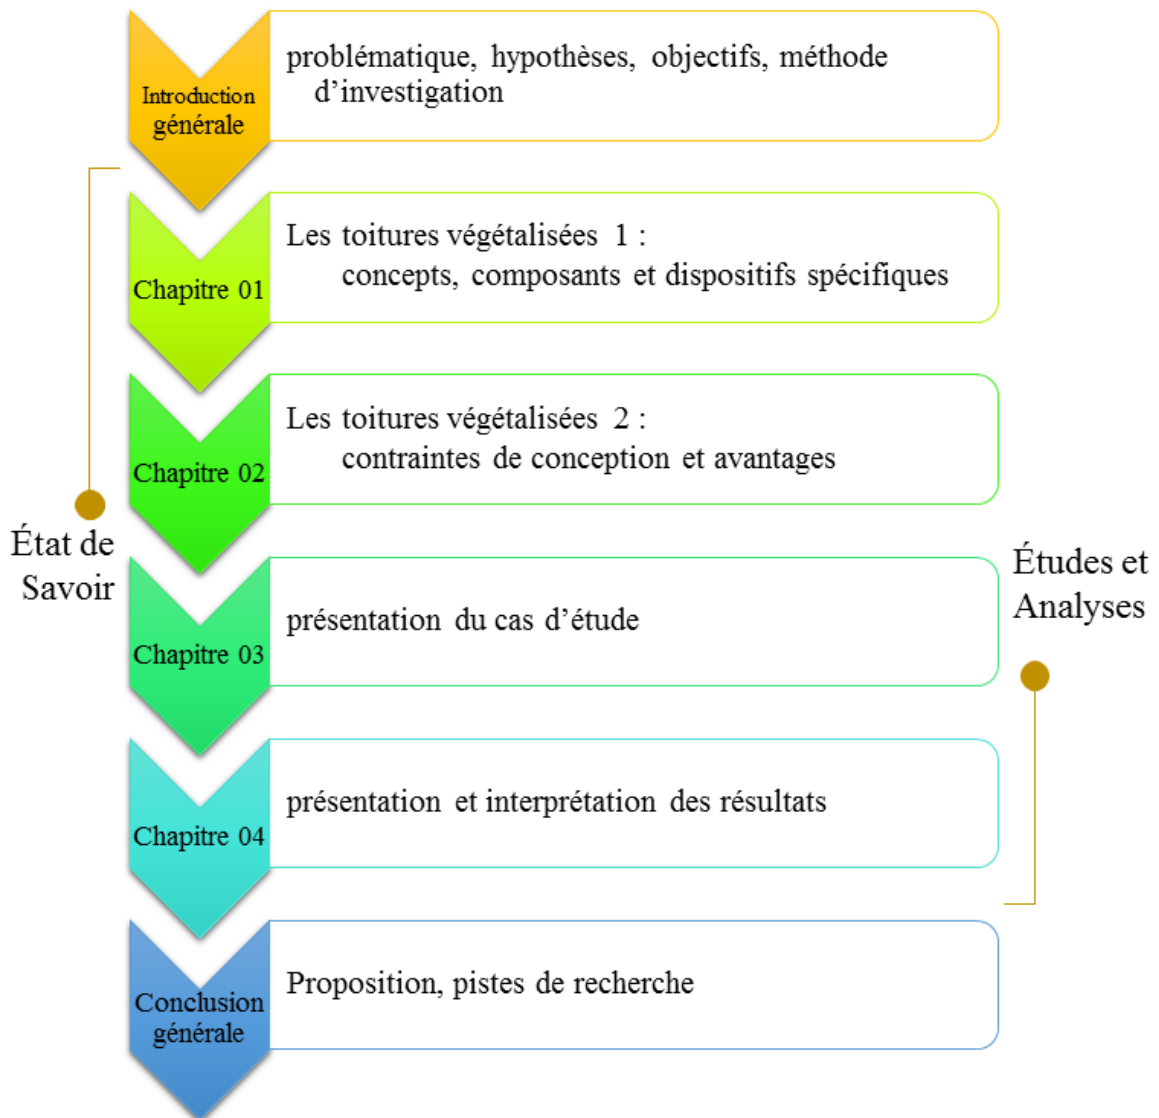 Introduction
générale
problématique, hypothèses, objectifs, méthode
d’investigation
Chapitre 01
Les toitures végétalisées 1 :
concepts, composants et dispositifs spécifiques
Chapitre 02
Les toitures végétalisées 2 :
contraintes de conception et avantages
État de
Savoir
Chapitre 03
présentation du cas d’étude
Études et
Analyses
Chapitre 04
présentation et interprétation des résultats
Conclusion
générale
Proposition, pistes de recherche